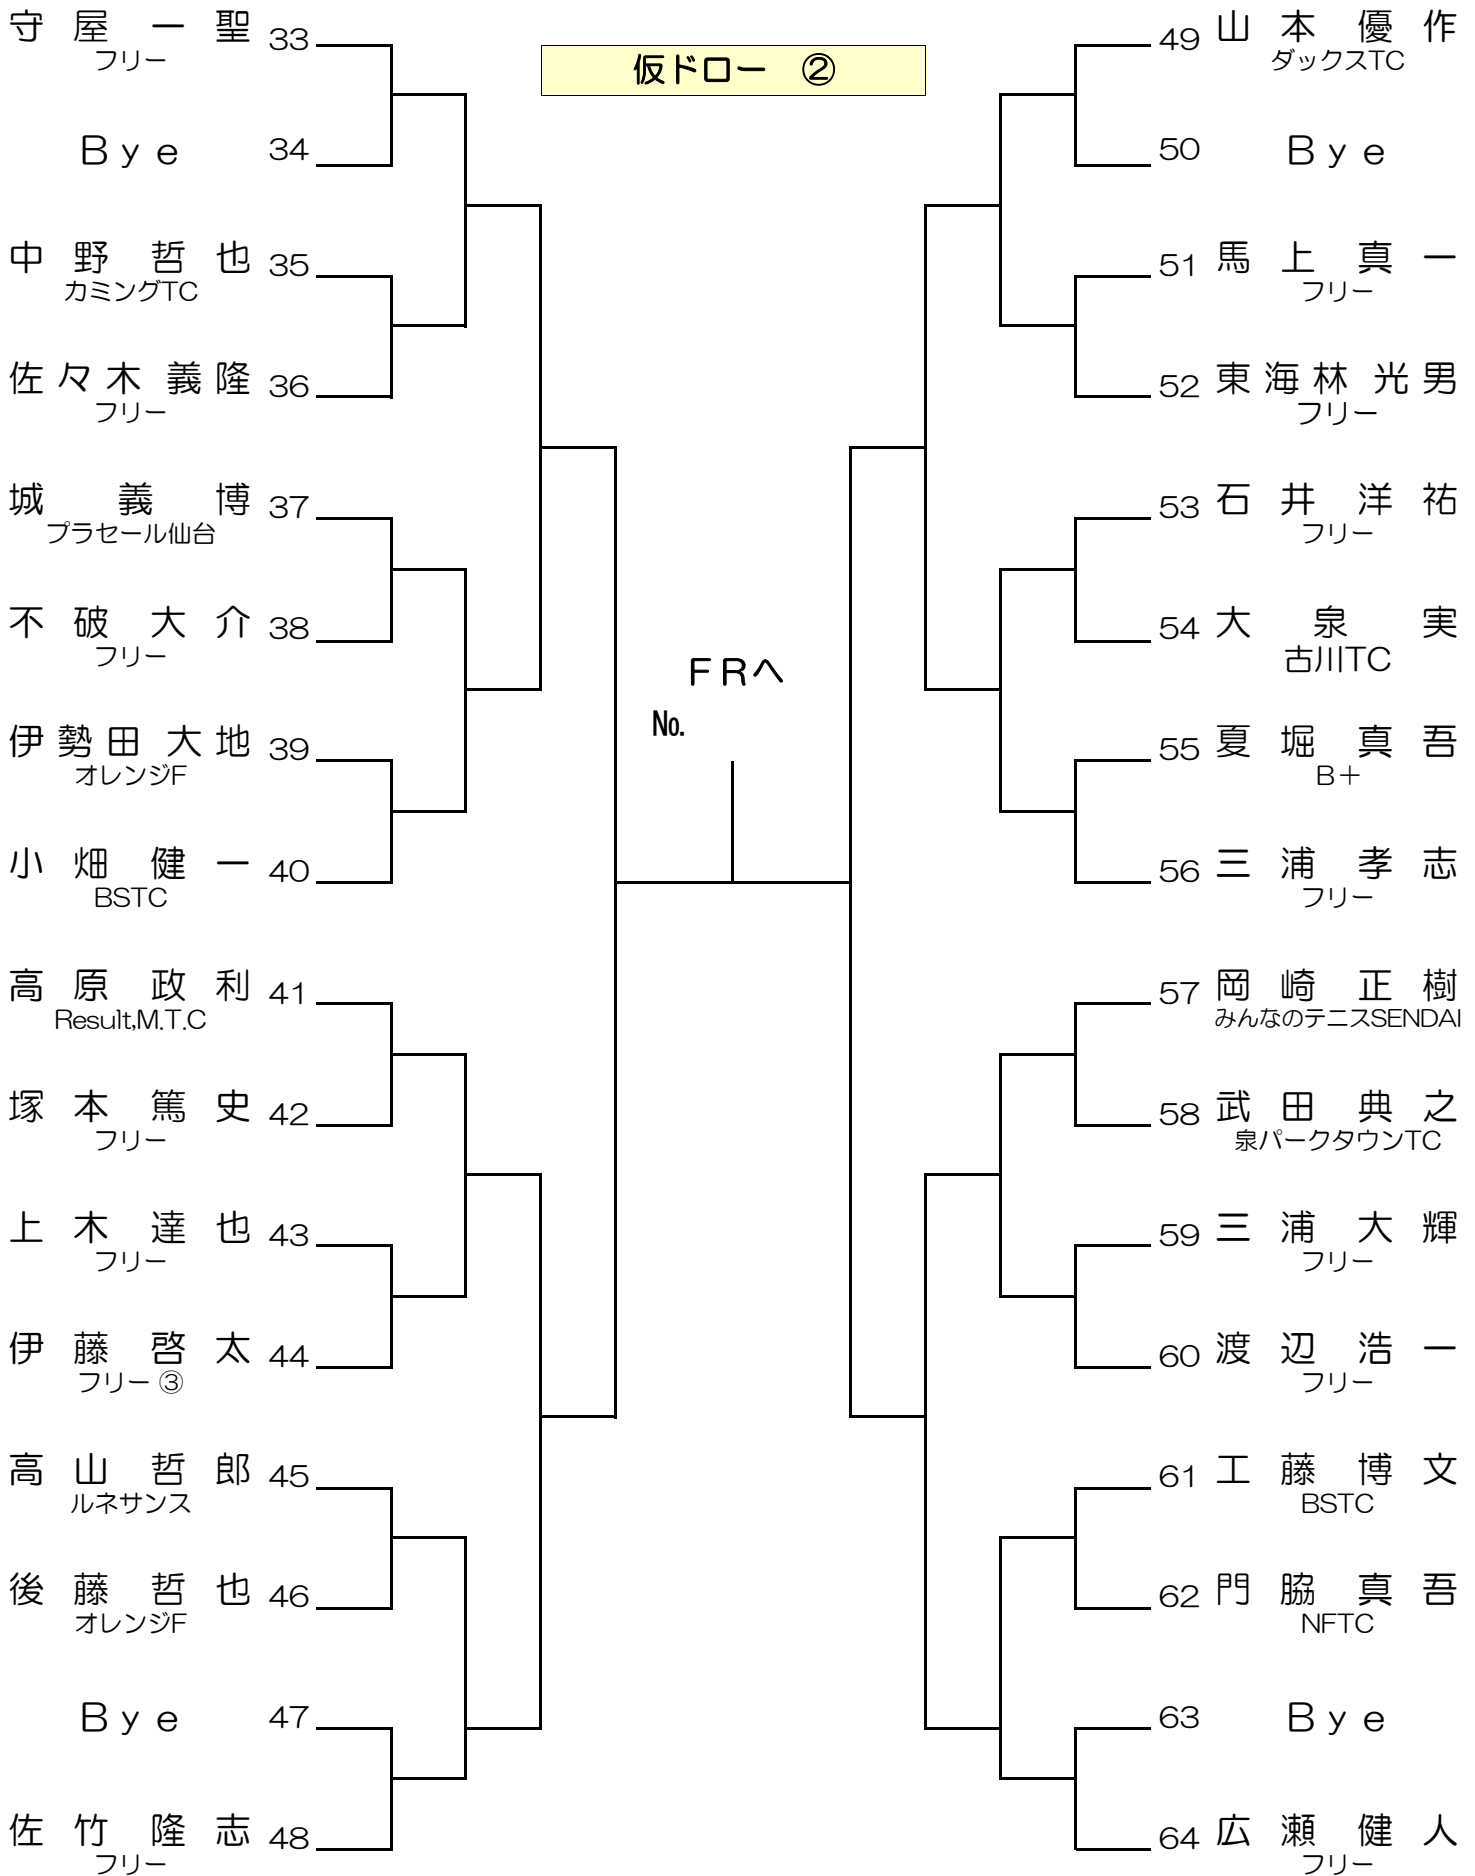 仮ドロー ②
守屋一聖 33
フリー
Bye 34
中野哲也 35
カミングTC
佐々木義隆 36
フリー
城義博 37
プラセール仙台
不破大介 38
フリー
伊勢田大地 39
オレンジF
小畑健一 40
BSTC
高原政利 41
Result,M.T.C
塚本篤史 42
フリー
上木達也 43
フリー
伊藤啓太 44
フリー ③
高山哲郎 45
ルネサンス
後藤哲也 46
オレンジF
Bye 47
佐竹隆志 48
フリー
FRへ
№
49 山本優作
ダックスTC
50 Bye
51 馬上真一
フリー
52 東海林光男
フリー
53 石井洋祐
フリー
54 大泉実
古川TC
55 夏堀真吾
B+
56 三浦孝志
フリー
57 岡崎正樹
みんなのテニスSENDAI
58 武田典之
泉パークタウンTC
59 三浦大輝
フリー
60 渡辺浩一
フリー
61 工藤博文
BSTC
62 門脇真吾
NFTC
63 Bye
64 広瀬健人
フリー